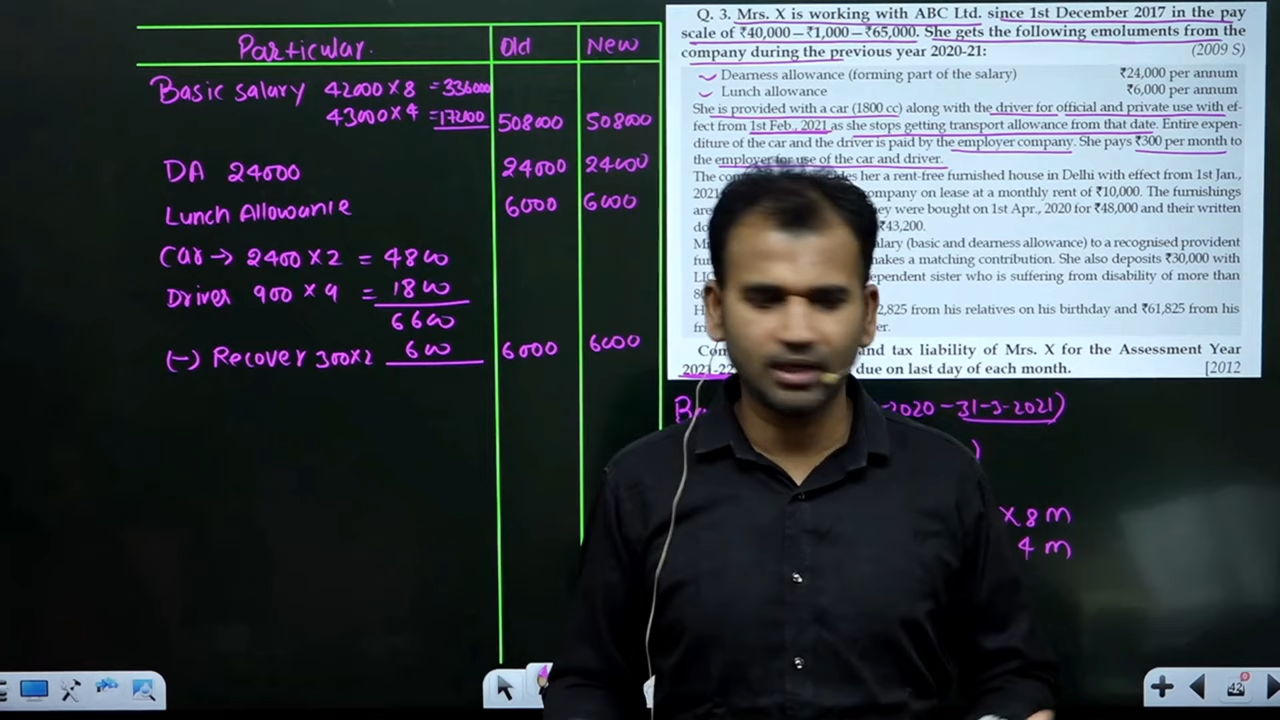 Particular.
Old
New
Basic salary 42000 × 8 = 336000
43000 × 4 = 172000
508000
508000
DA 24000
24000
24000
Lunch Allowance
6000
6000
Car → 2400 × 2 = 4800
Driver 900 × 4 = 1800
6600
(-) Recover 300×2 600
6000
6000
Q. 3. Mrs. X is working with ABC Ltd. since 1st December 2017 in the pay
scale of ₹40,000–₹1,000–₹65,000. She gets the following emoluments from the
company during the previous year 2020-21: (2009 S)
Dearness allowance (forming part of the salary) ₹24,000 per annum
Lunch allowance ₹6,000 per annum
She is provided with a car (1800 cc) along with the driver for official and private use with ef-
fect from 1st Feb., 2021 as she stops getting transport allowance from that date. Entire expen-
diture of the car and the driver is paid by the employer company. She pays ₹300 per month to
the employer for use of the car and driver.
The her a rent-free furnished house in Delhi with effect from 1st Jan.,
2021 on lease at a monthly rent of ₹10,000. The furnishings
are they were bought on 1st Apr., 2020 for ₹48,000 and their written
₹43,200.
salary (basic and dearness allowance) to a recognised provident
makes a matching contribution. She also deposits ₹30,000 with
LIC dependent sister who is suffering from disability of more than
from his relatives on his birthday and ₹61,825 from his
and tax liability of Mrs. X for the Assessment Year
2021-22 due on last day of each month. [2012
2020 – 31-3-2021)
× 8 m
4 m
42